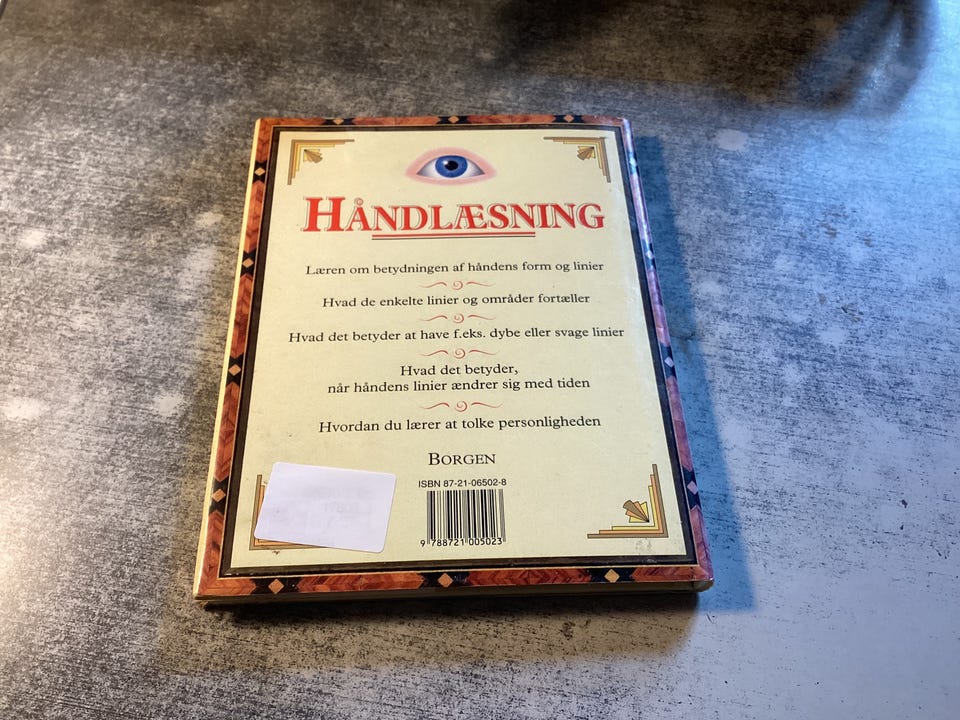 HÅNDLÆSNING
Læren om betydningen af håndens form og linier
Hvad de enkelte linier og områder fortæller
Hvad det betyder at have f.eks. dybe eller svage linier
Hvad det betyder,
når håndens linier ændrer sig med tiden
Hvordan du lærer at tolke personligheden
BORGEN
ISBN 87-21-06502-8
9 788721 005023